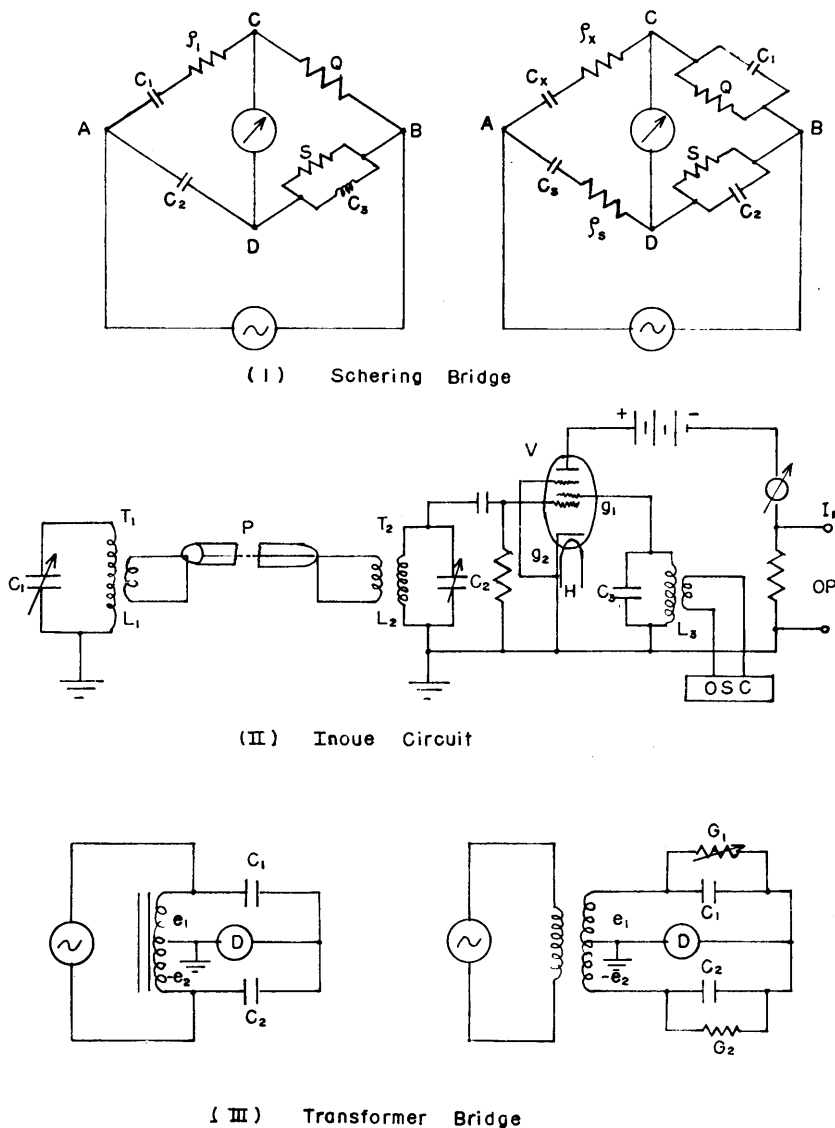 C C
ρ₁ Q ρx C₁
C₁ Cx Q
A B A B
S S
C₂ C₃ C₃ C₂
ρs
D D
(I) Schering Bridge
+ -
V
T₁ P T₂ g₁ I₁
C₁ C₂ g₂ H C₃ OP
L₁ L₂ L₃
OSC
(II) Inoue Circuit
G₁
C₁
e₁ D e₁ C₁ D
-e₂ -e₂ C₂
C₂
G₂
(III) Transformer Bridge